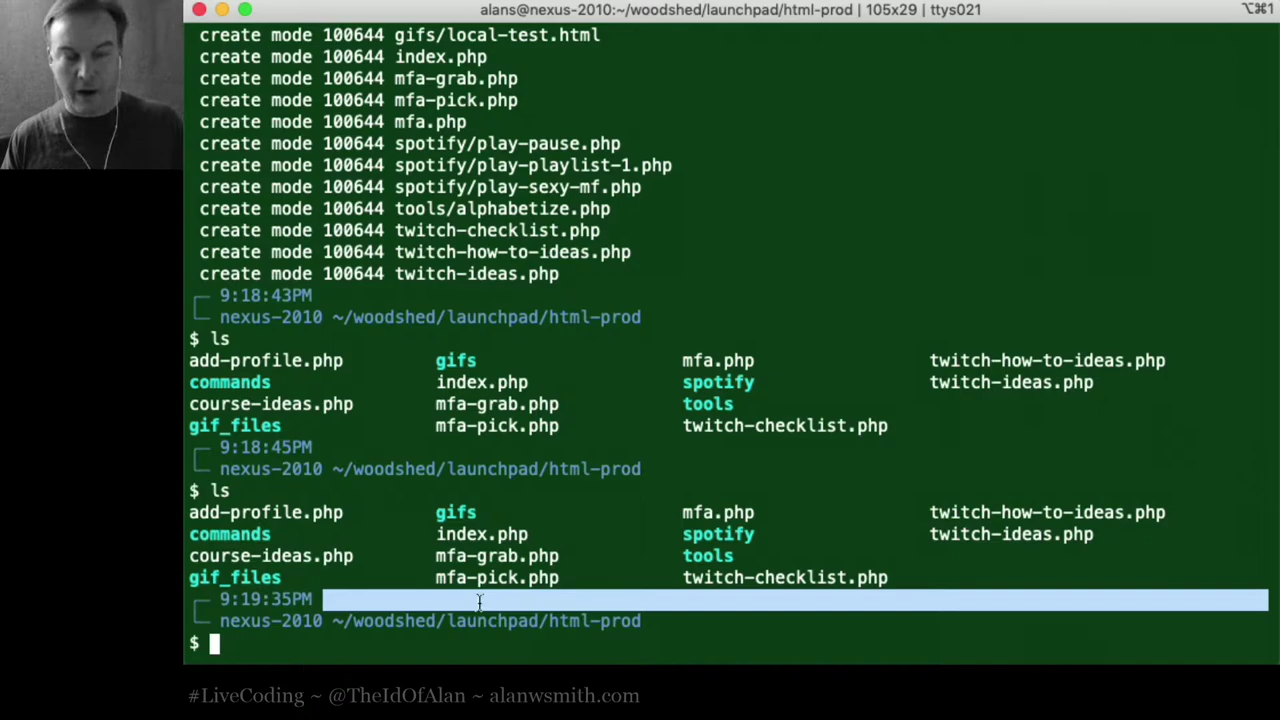 alans@nexus-2010:~/woodshed/launchpad/html-prod | 105x29 | ttys021 ⌥⌘1
create mode 100644 gifs/local-test.html
create mode 100644 index.php
create mode 100644 mfa-grab.php
create mode 100644 mfa-pick.php
create mode 100644 mfa.php
create mode 100644 spotify/play-pause.php
create mode 100644 spotify/play-playlist-1.php
create mode 100644 spotify/play-sexy-mf.php
create mode 100644 tools/alphabetize.php
create mode 100644 twitch-checklist.php
create mode 100644 twitch-how-to-ideas.php
create mode 100644 twitch-ideas.php
9:18:43PM
nexus-2010 ~/woodshed/launchpad/html-prod
$ ls
add-profile.php gifs mfa.php twitch-how-to-ideas.php
commands index.php spotify twitch-ideas.php
course-ideas.php mfa-grab.php tools
gif_files mfa-pick.php twitch-checklist.php
9:18:45PM
nexus-2010 ~/woodshed/launchpad/html-prod
$ ls
add-profile.php gifs mfa.php twitch-how-to-ideas.php
commands index.php spotify twitch-ideas.php
course-ideas.php mfa-grab.php tools
gif_files mfa-pick.php twitch-checklist.php
9:19:35PM
nexus-2010 ~/woodshed/launchpad/html-prod
$
#LiveCoding ~ @TheIdOfAlan ~ alanwsmith.com